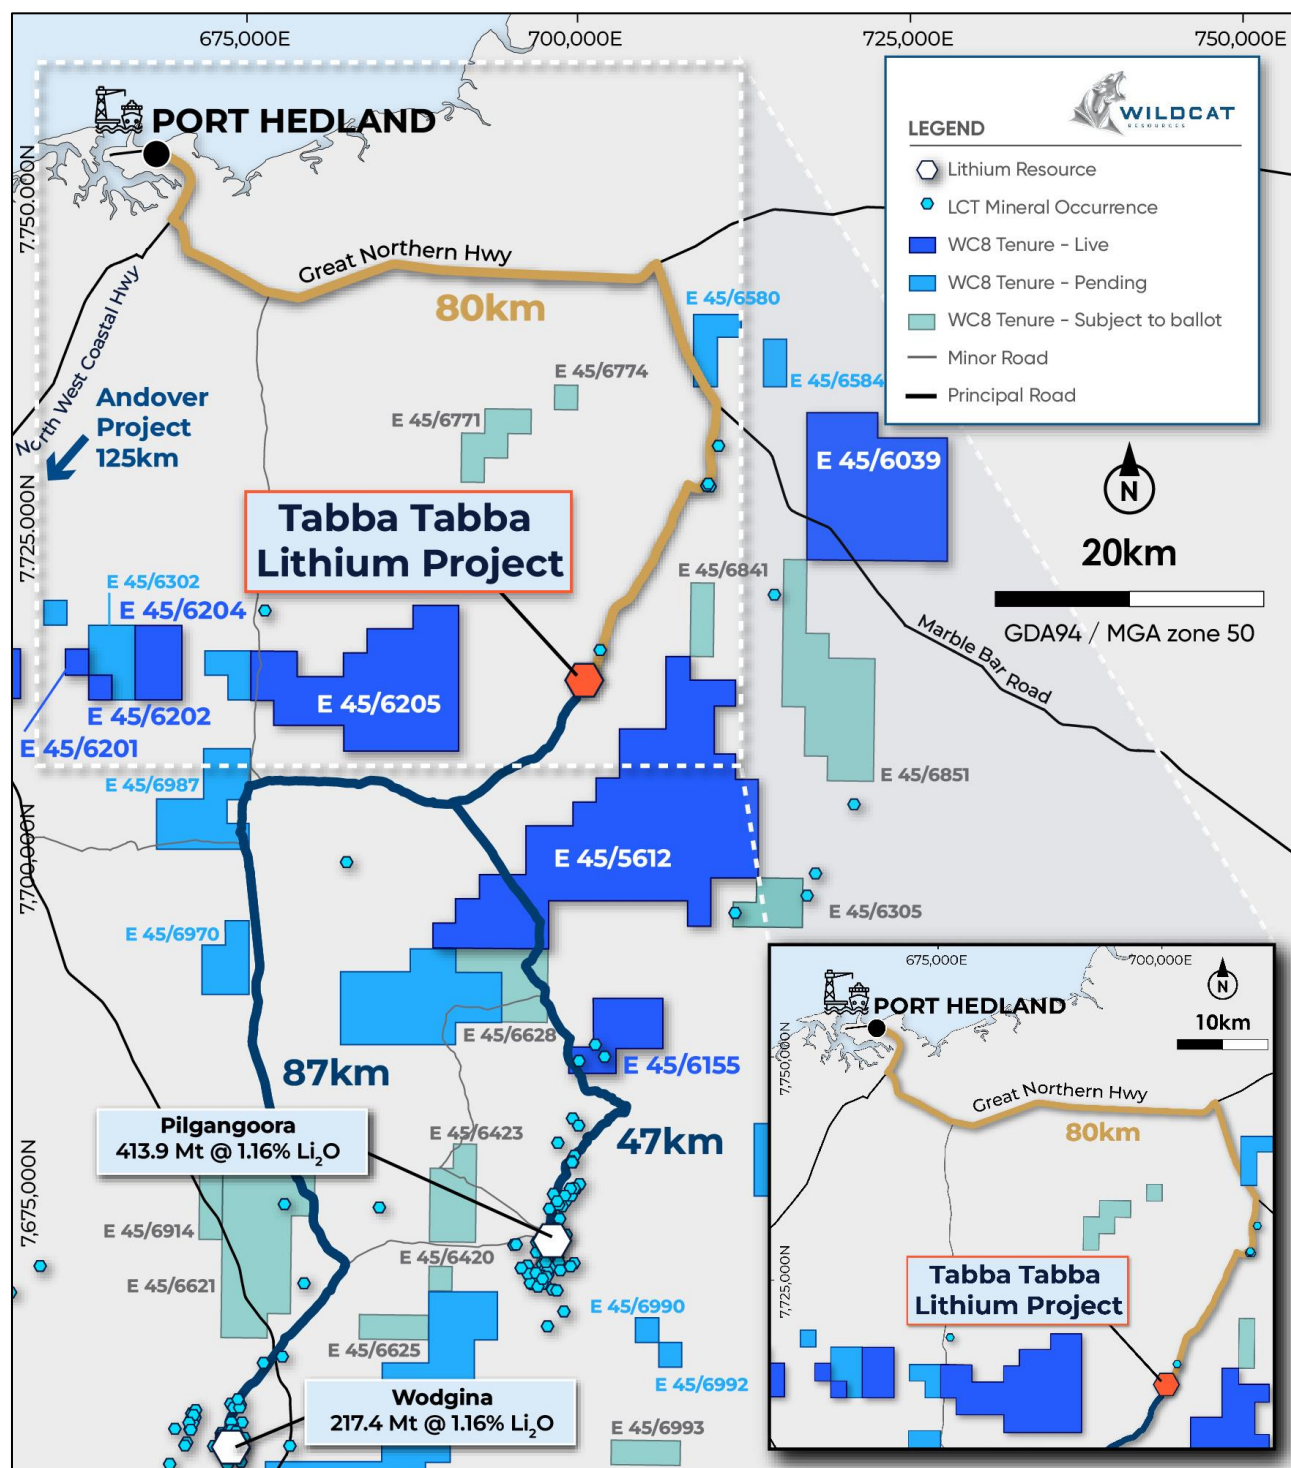 675,000E
700,000E
725,000E
750,000E
PORT HEDLAND
WILDCAT
RESOURCES
LEGEND
Lithium Resource
LCT Mineral Occurrence
WC8 Tenure - Live
WC8 Tenure - Pending
WC8 Tenure - Subject to ballot
Minor Road
Principal Road
7,750,000N
Great Northern Hwy
80km
North West Coastal Hwy
E 45/6580
E 45/6584
E 45/6774
E 45/6771
Andover
Project
125km
E 45/6039
N
20km
GDA94 / MGA zone 50
7,725,000N
Tabba Tabba
Lithium Project
E 45/6841
E 45/6302
E 45/6204
E 45/6202
E 45/6201
E 45/6205
Marble Bar Road
E 45/6851
E 45/6987
7,700,000N
E 45/5612
E 45/6305
E 45/6970
E 45/6628
E 45/6155
87km
47km
Pilgangoora
413.9 Mt @ 1.16% Li₂O
E 45/6423
7,675,000N
E 45/6914
E 45/6420
E 45/6621
E 45/6625
E 45/6990
E 45/6992
Wodgina
217.4 Mt @ 1.16% Li₂O
E 45/6993
675,000E
700,000E
PORT HEDLAND
N
10km
7,750,000N
Great Northern Hwy
80km
7,725,000N
Tabba Tabba
Lithium Project